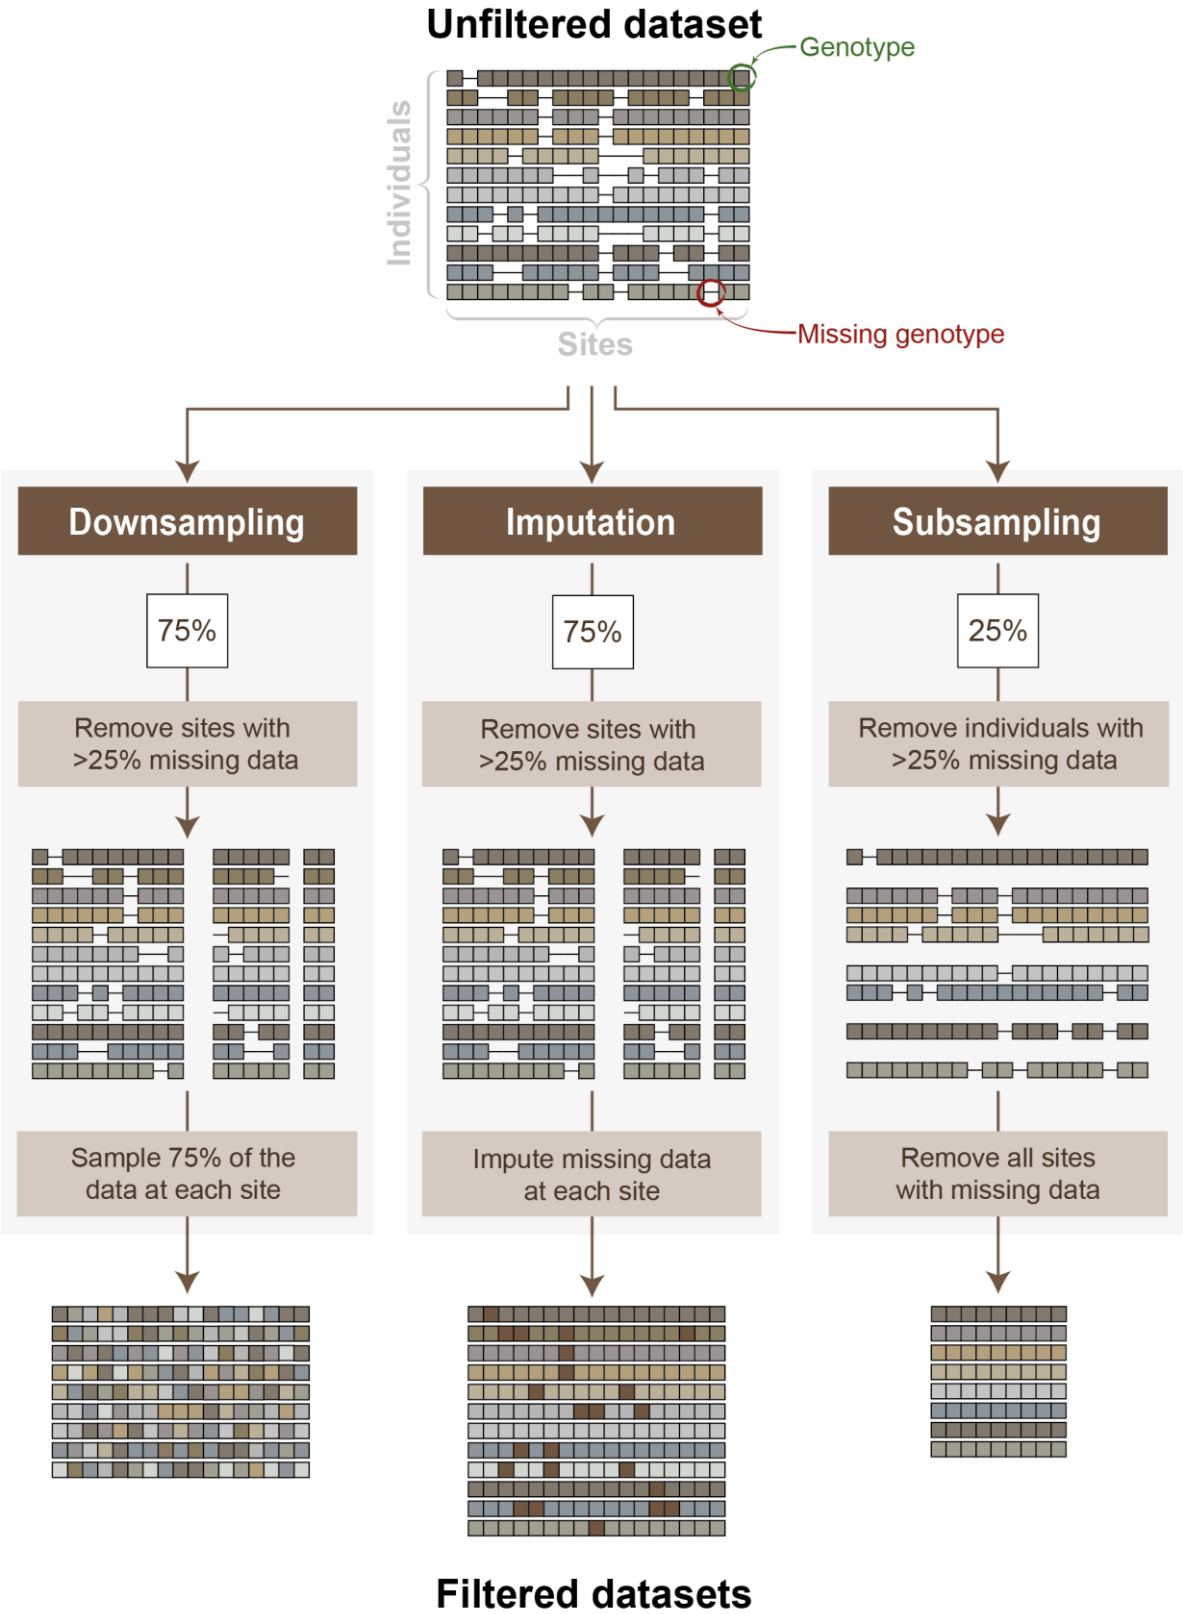 Unfiltered dataset
Genotype
Individuals
Sites
Missing genotype
Downsampling
75%
Remove sites with
>25% missing data
Sample 75% of the
data at each site
Imputation
75%
Remove sites with
>25% missing data
Impute missing data
at each site
Subsampling
25%
Remove individuals with
>25% missing data
Remove all sites
with missing data
Filtered datasets